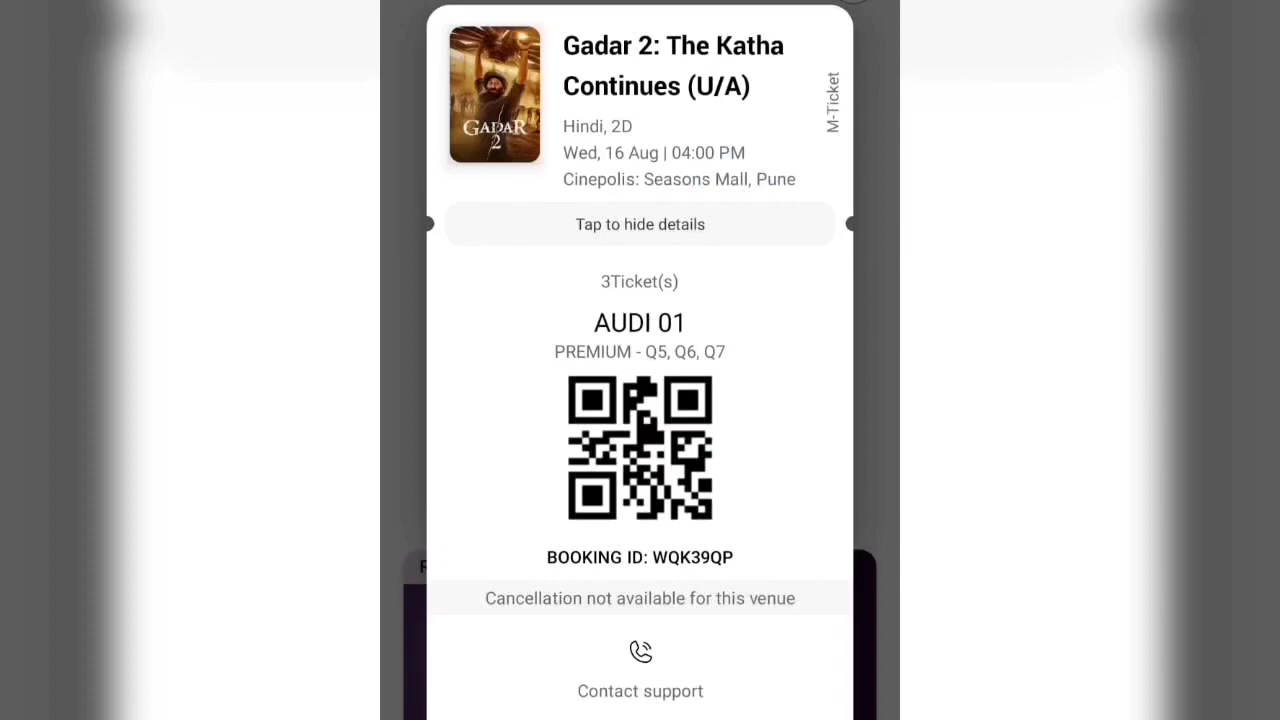 Gadar 2: The Katha
Continues (U/A)
M-Ticket
GADAR
2
Hindi, 2D
Wed, 16 Aug | 04:00 PM
Cinepolis: Seasons Mall, Pune
Tap to hide details
3Ticket(s)
AUDI 01
PREMIUM - Q5, Q6, Q7
BOOKING ID: WQK39QP
Cancellation not available for this venue
Contact support